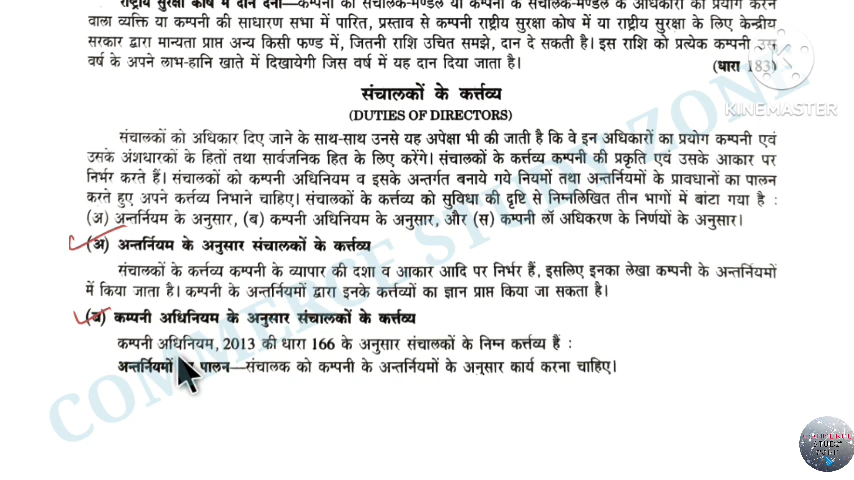 राष्ट्रीय सुरक्षा कोष में दान देना—कम्पनी का संचालक-मण्डल या कम्पनी के संचालक-मण्डल के अधिकारों का प्रयोग करने
वाला व्यक्ति या कम्पनी की साधारण सभा में पारित, प्रस्ताव से कम्पनी राष्ट्रीय सुरक्षा कोष में या राष्ट्रीय सुरक्षा के लिए केन्द्रीय
सरकार द्वारा मान्यता प्राप्त अन्य किसी फण्ड में, जितनी राशि उचित समझे, दान दे सकती है। इस राशि को प्रत्येक कम्पनी उस
वर्ष के अपने लाभ-हानि खाते में दिखायेगी जिस वर्ष में यह दान दिया जाता है। (धारा 183)
KINEMASTER
संचालकों के कर्त्तव्य
(DUTIES OF DIRECTORS)
संचालकों को अधिकार दिए जाने के साथ-साथ उनसे यह अपेक्षा भी की जाती है कि वे इन अधिकारों का प्रयोग कम्पनी एवं
उसके अंशधारकों के हितों तथा सार्वजनिक हित के लिए करेंगे। संचालकों के कर्त्तव्य कम्पनी की प्रकृति एवं उसके आकार पर
निर्भर करते हैं। संचालकों को कम्पनी अधिनियम व इसके अन्तर्गत बनाये गये नियमों तथा अन्तर्नियमों के प्रावधानों का पालन
करते हुए अपने कर्त्तव्य निभाने चाहिए। संचालकों के कर्त्तव्य को सुविधा की दृष्टि से निम्नलिखित तीन भागों में बांटा गया है :
(अ) अन्तर्नियम के अनुसार, (ब) कम्पनी अधिनियम के अनुसार, और (स) कम्पनी लॉ अधिकरण के निर्णयों के अनुसार।
(अ) अन्तर्नियम के अनुसार संचालकों के कर्त्तव्य
संचालकों के कर्त्तव्य कम्पनी के व्यापार की दशा व आकार आदि पर निर्भर हैं, इसलिए इनका लेखा कम्पनी के अन्तर्नियमों
में किया जाता है। कम्पनी के अन्तर्नियमों द्वारा इनके कर्त्तव्यों का ज्ञान प्राप्त किया जा सकता है।
(ब) कम्पनी अधिनियम के अनुसार संचालकों के कर्त्तव्य
कम्पनी अधिनियम, 2013 की धारा 166 के अनुसार संचालकों के निम्न कर्त्तव्य हैं :
अन्तर्नियमों पालन—संचालक को कम्पनी के अन्तर्नियमों के अनुसार कार्य करना चाहिए।
COMMERCE STUDY ZONE
COMMERCE
STUDY